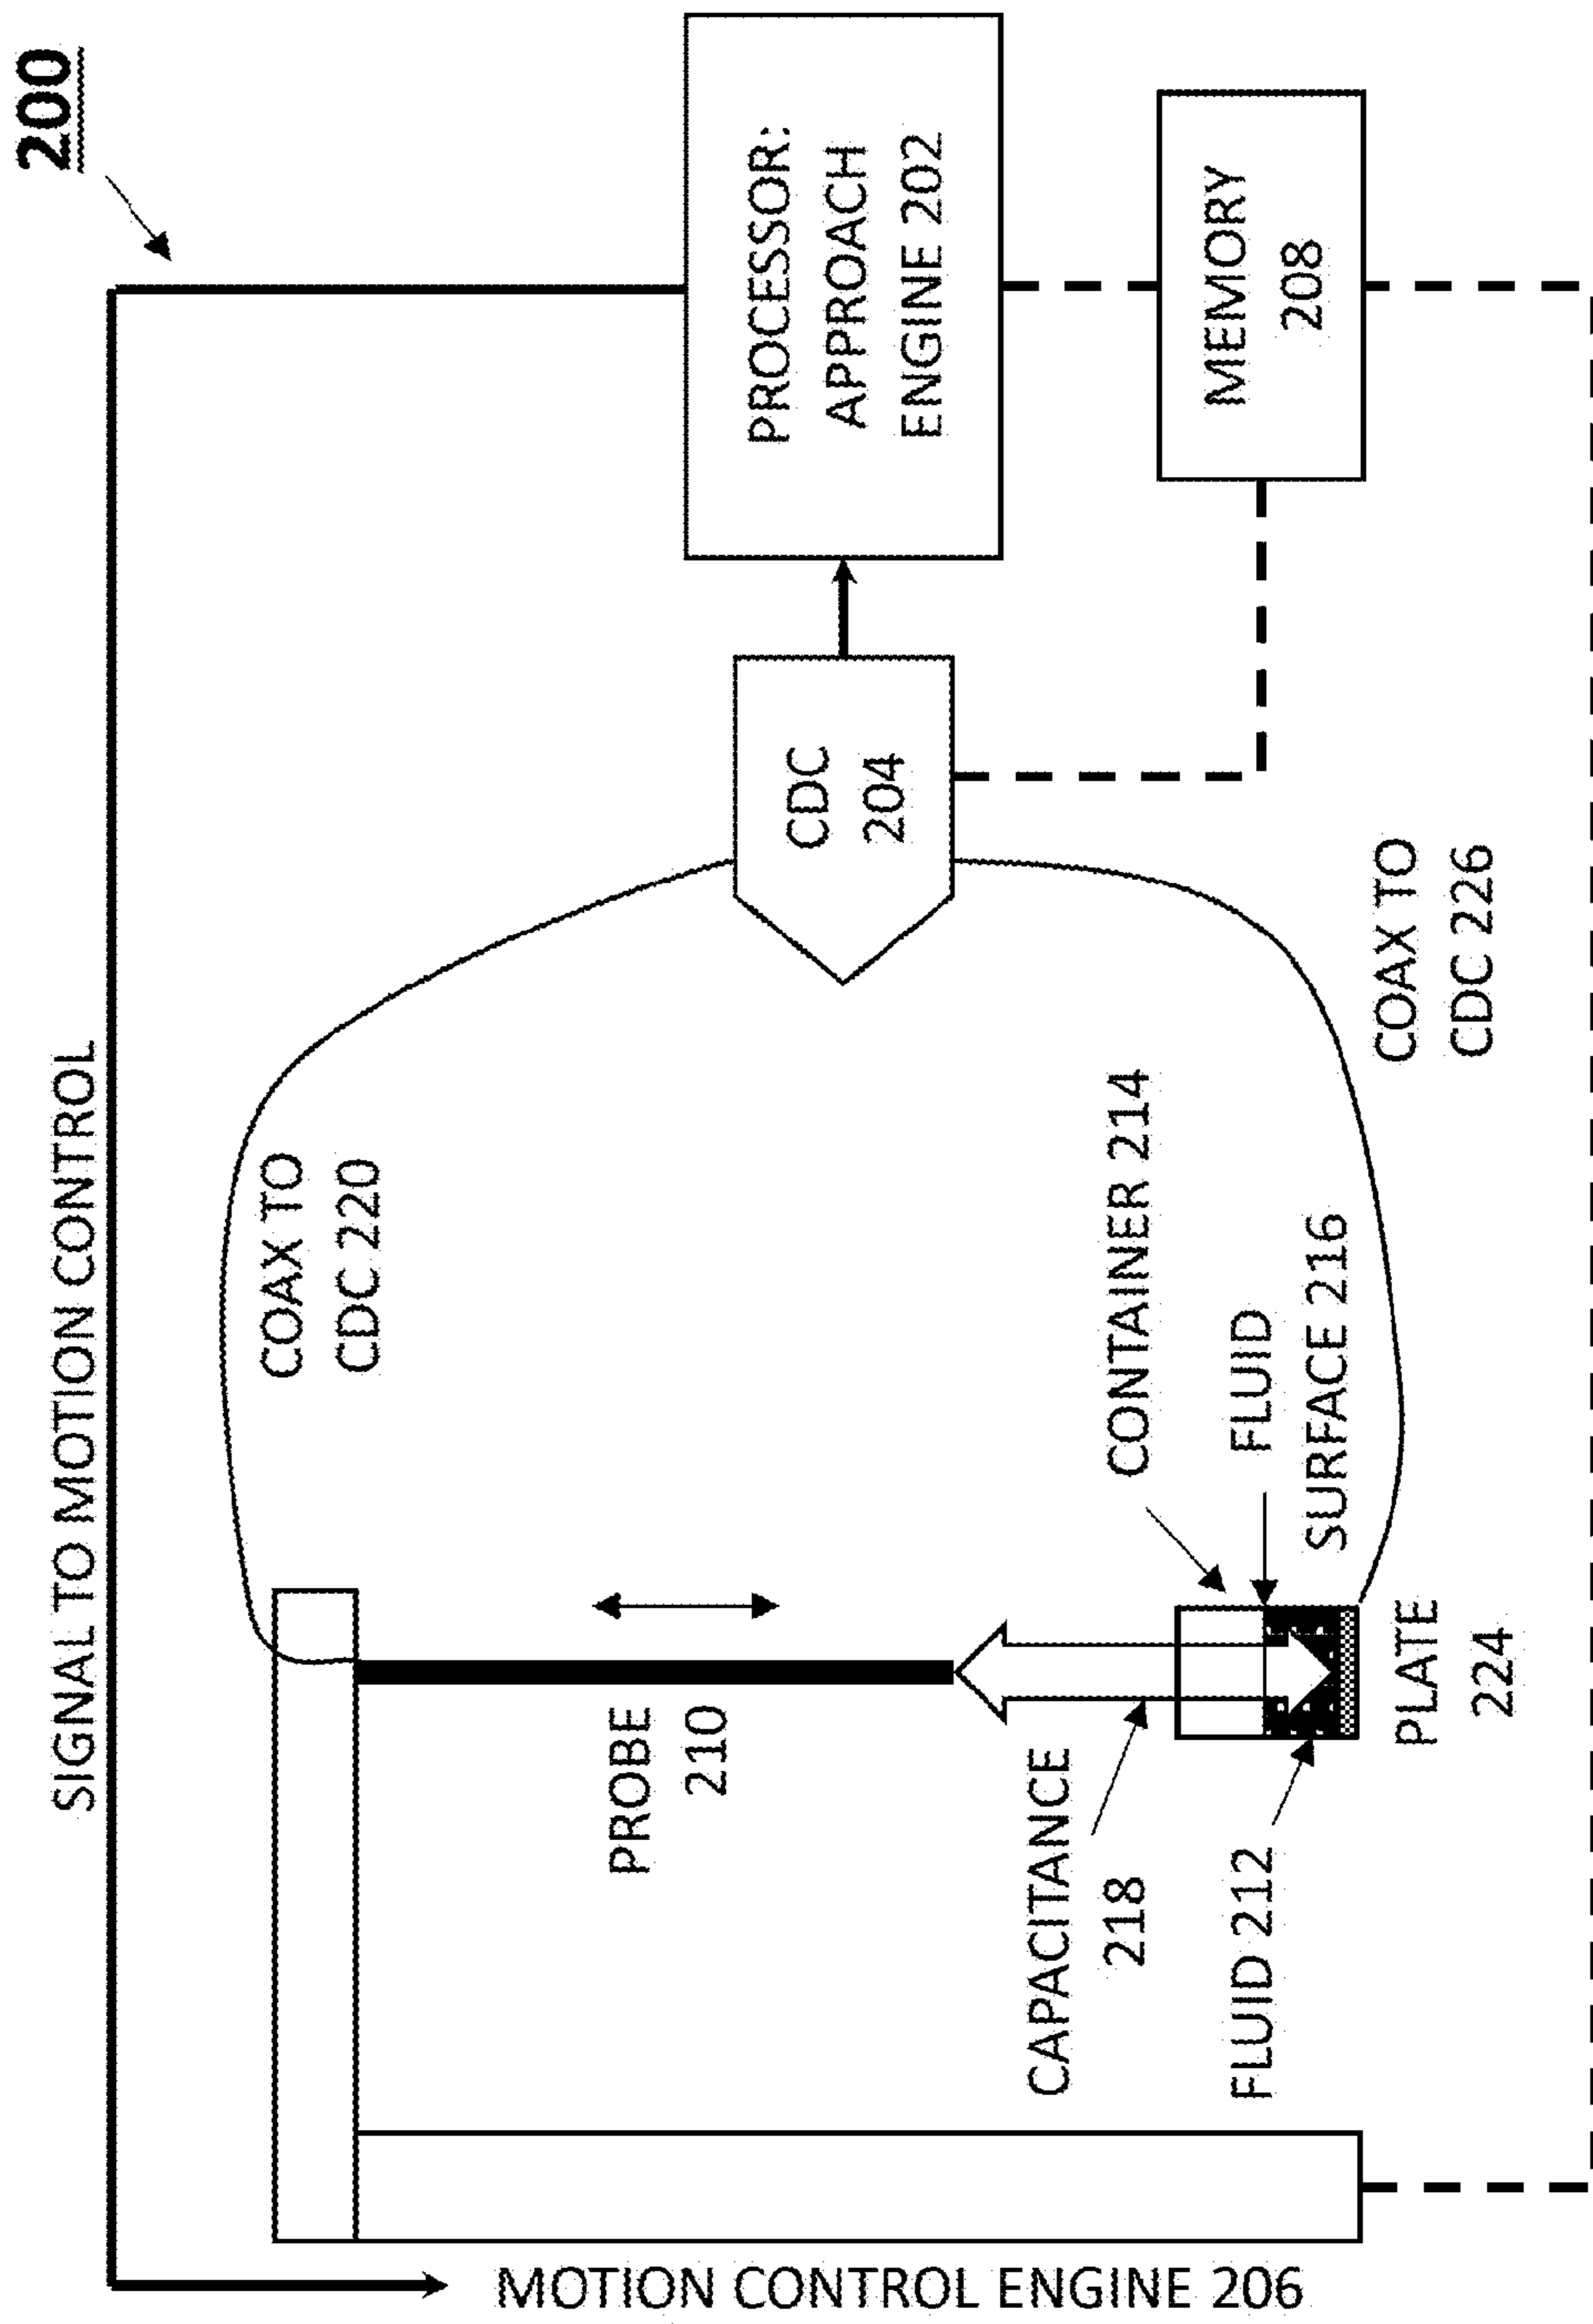 200
SIGNAL TO MOTION CONTROL
COAX TO
CDC 220
PROCESSOR:
APPROACH
ENGINE 202
CDC
204
MEMORY
208
PROBE
210
CAPACITANCE
218
FLUID 212
CONTAINER 214
FLUID
SURFACE 216
PLATE
224
COAX TO
CDC 226
MOTION CONTROL ENGINE 206